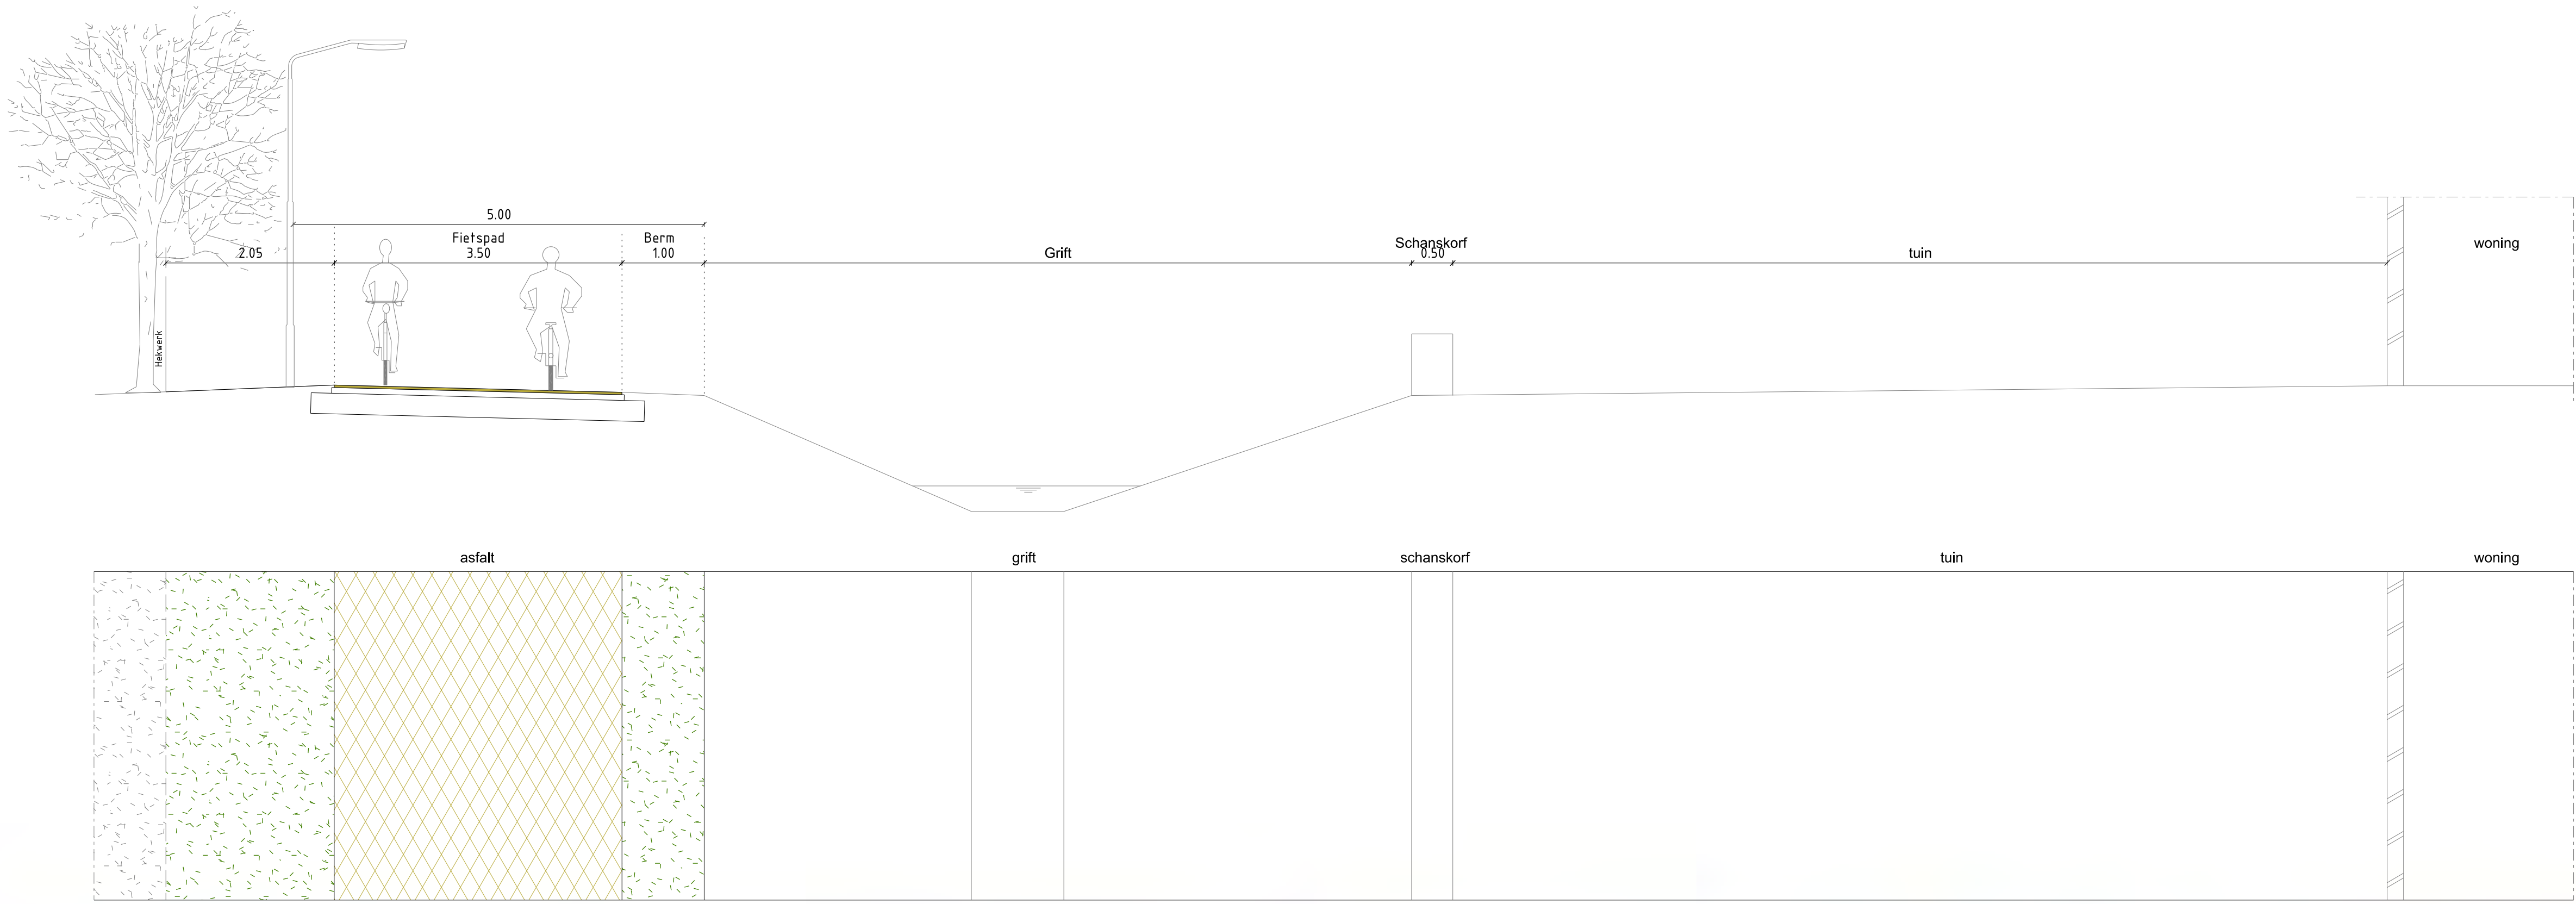 5.00
Fietspad
Berm
Schanskorf
woning
2.05
3.50
1.00
Grift
0.50
tuin
Hekwerk
asfalt
grift
schanskorf
tuin
woning